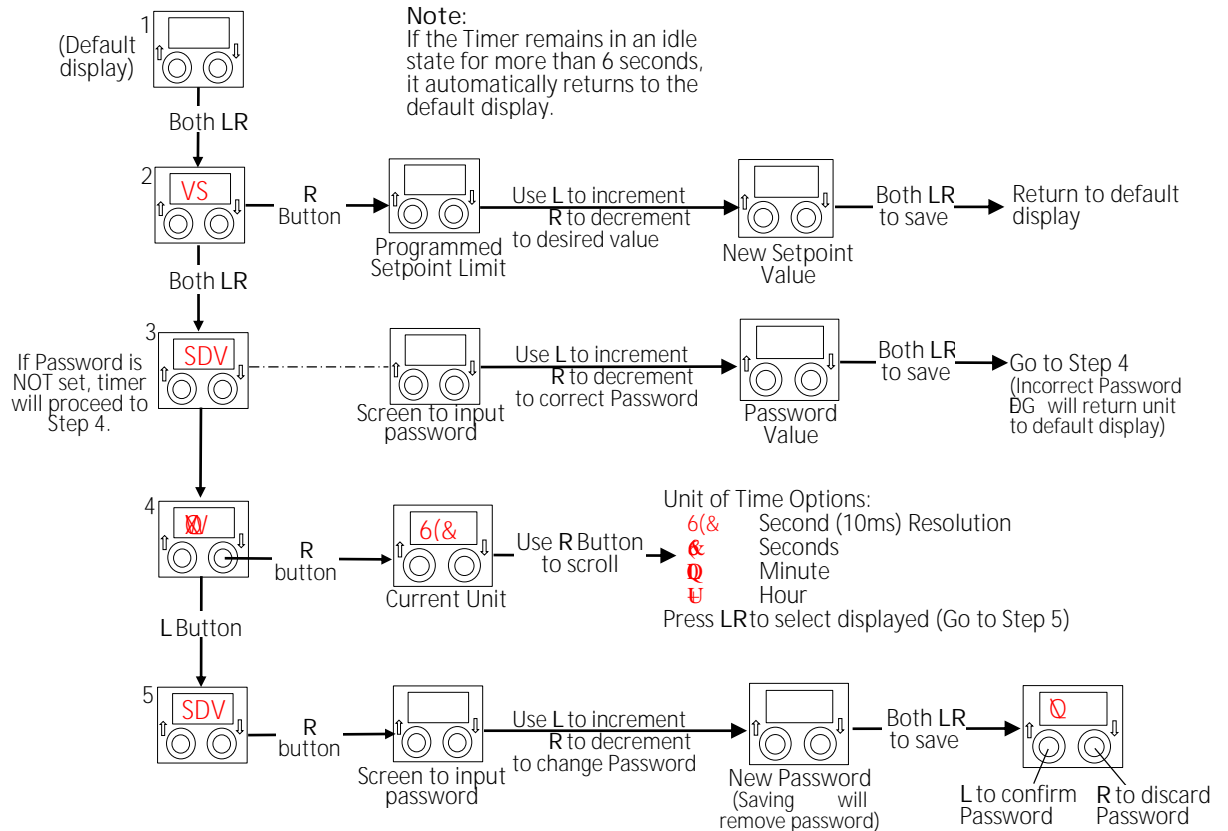 1
(Default
display)
Note:
If the Timer remains in an idle
state for more than 6 seconds,
it automatically returns to the
default display.
Both LR
2
VS
R
Button
Programmed
Setpoint Limit
Use L to increment
R to decrement
to desired value
New Setpoint
Value
Both LR
to save
Return to default
display
Both LR
3
If Password is
NOT set, timer
will proceed to
Step 4.
SDV
Screen to input
password
Use L to increment
R to decrement
to correct Password
Password
Value
Both LR
to save
Go to Step 4
(Incorrect Password
will return unit
to default display)
4
R
button
6(&
Current Unit
Use R Button
to scroll
Unit of Time Options:
6(& Second (10ms) Resolution
Seconds
Minute
Hour
Press LR to select displayed (Go to Step 5)
L Button
5
SDV
R
button
Screen to input
password
Use L to increment
R to decrement
to change Password
New Password
(Saving will
remove password)
Both LR
to save
L to confirm
Password
R to discard
Password